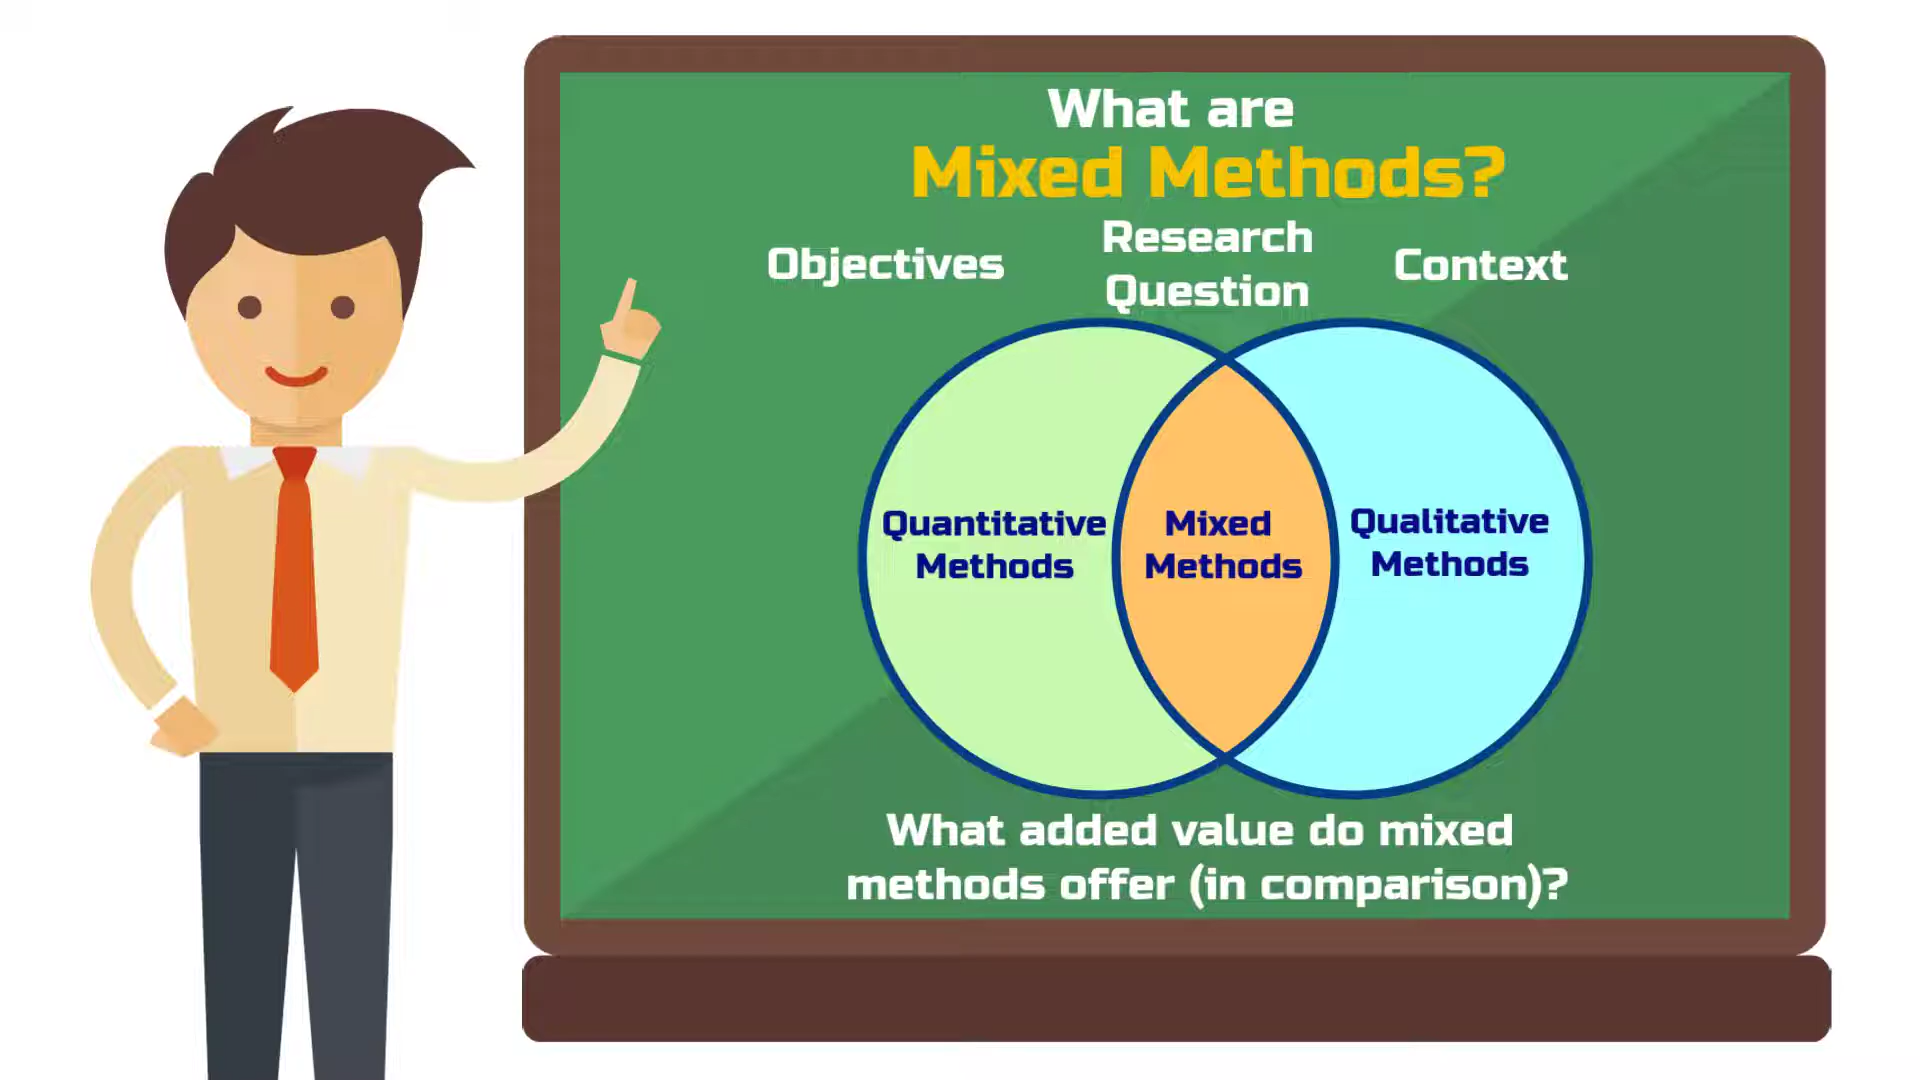 What are
Mixed Methods?
Objectives
Research
Question
Context
Quantitative
Methods
Mixed
Methods
Qualitative
Methods
What added value do mixed
methods offer (in comparison)?